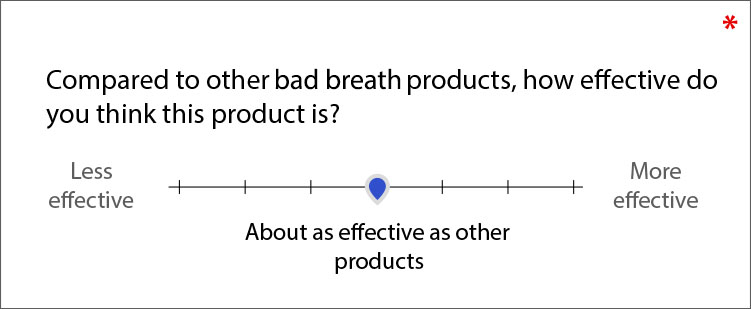 *
Compared to other bad breath products, how effective do
you think this product is?
Less
effective
More
effective
About as effective as other
products